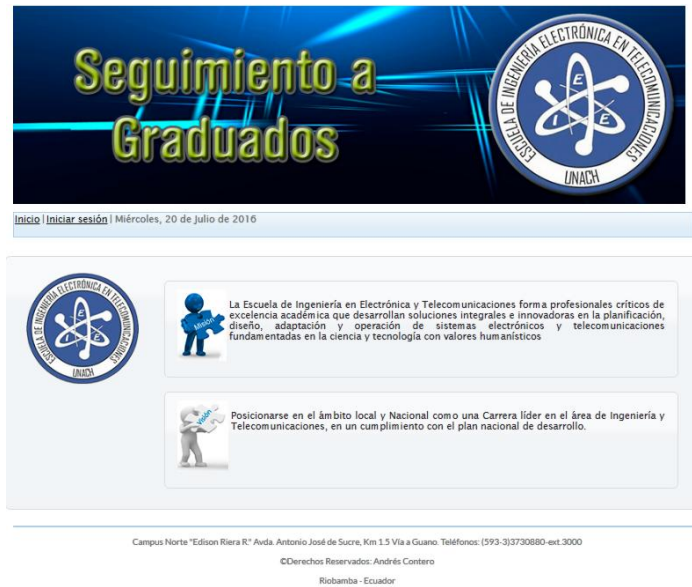 Seguimiento a
Graduados
ESCUELA DE INGENIERÍA ELECTRÓNICA EN TELECOMUNICACIONES
UNACH
E
I E
Inicio | Iniciar sesión | Miércoles, 20 de Julio de 2016
ESCUELA DE INGENIERÍA ELECTRÓNICA EN TELECOMUNICACIONES
UNACH
E
I E
Misión
La Escuela de Ingeniería en Electrónica y Telecomunicaciones forma profesionales críticos de
excelencia académica que desarrollan soluciones integrales e innovadoras en la planificación,
diseño, adaptación y operación de sistemas electrónicos y telecomunicaciones
fundamentadas en la ciencia y tecnología con valores humanísticos
Visión
Posicionarse en el ámbito local y Nacional como una Carrera líder en el área de Ingeniería y
Telecomunicaciones, en un cumplimiento con el plan nacional de desarrollo.
Campus Norte "Edison Riera R." Avda. Antonio José de Sucre, Km 1.5 Vía a Guano. Teléfonos: (593-3)3730880-ext.3000
©Derechos Reservados: Andrés Contero
Riobamba - Ecuador